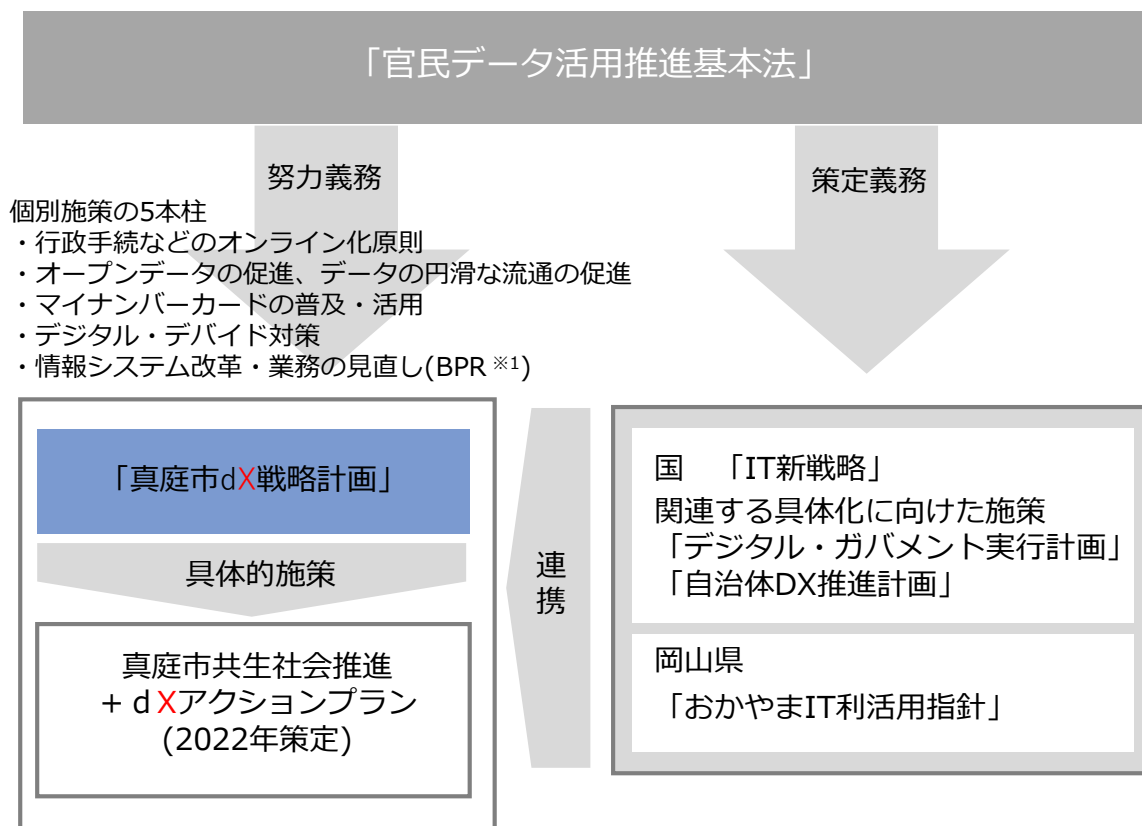 「官民データ活用推進基本法」
努力義務
策定義務
個別施策の5本柱
・行政手続などのオンライン化原則
・オープンデータの促進、データの円滑な流通の促進
・マイナンバーカードの普及・活用
・デジタル・デバイド対策
・情報システム改革・業務の見直し(BPR ※1)
「真庭市dX戦略計画」
具体的施策
真庭市共生社会推進
+ d Xアクションプラン
(2022年策定)
連携
国 「IT新戦略」
関連する具体化に向けた施策
「デジタル・ガバメント実行計画」
「自治体DX推進計画」
岡山県
「おかやまIT利活用指針」